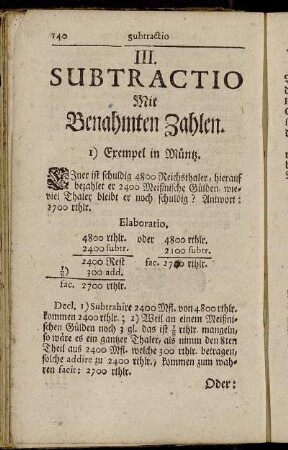 140 Subtractio
III.
SUBTRACTIO
Mit
Benahmten Zahlen.
1) Exempel in Müntz.
EIner ist schuldig 4800 Reichsthaler, hierauf
bezahlet er 2400 Meißnische Gülden, wie-
viel Thaler bleibt er noch schuldig? Antwort:
2700 rthlr.
Elaboratio,
4800 rthlr. oder 4800 rthlr.
2400 subtr. 2100 subtr.
2400 Rest fac. 2700 rthlr.
⅛) 300 add.
fac. 2700 rthlr.
Decl. 1) Subtrahire 2400 Mfl. von 4800 rthlr.
kommen 2400 rthlr.; 2) Weil an einem Meißni-
schen Gülden noch 3 gl. das ist ⅛ rthlr. mangeln,
so wäre es ein gantzer Thaler, als nimm den 8ten
Theil aus 2400 Mfl. welche 300 rthlr. betragen,
solche addire zu 2400 rthlr., kommen zum wah-
ren facit: 2700 rthlr.
Oder: